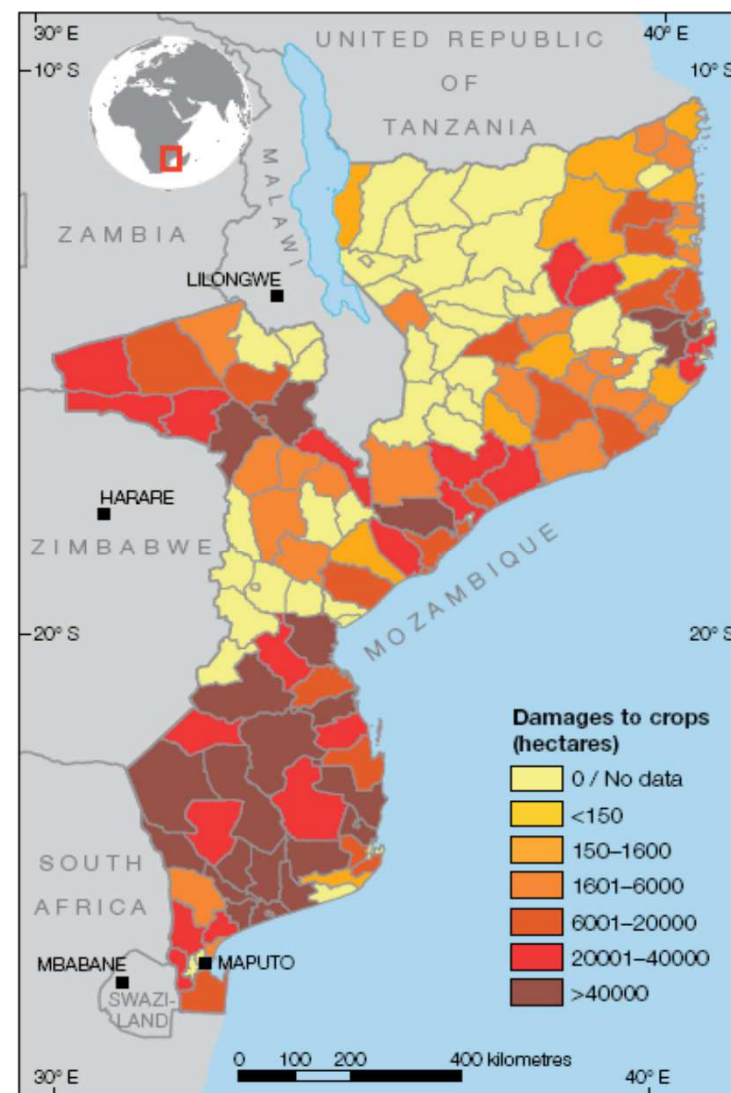 30° E
40° E
10° S
10° S
UNITED REPUBLIC
OF
TANZANIA
MALAWI
ZAMBIA
LILONGWE
HARARE
ZIMBABWE
MOZAMBIQUE
20° S
20° S
Damages to crops
(hectares)
0 / No data
<150
150–1600
1601–6000
6001–20000
20001–40000
>40000
SOUTH
AFRICA
MBABANE
MAPUTO
SWAZI-
LAND
0 100 200 400 kilometres
30° E
40° E